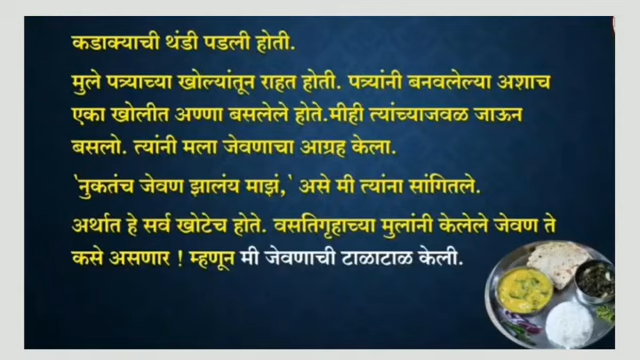 कडाक्याची थंडी पडली होती.
मुले पत्र्याच्या खोल्यांतून राहत होती. पत्र्यांनी बनवलेल्या अशाच
एका खोलीत अण्णा बसलेले होते.मीही त्यांच्याजवळ जाऊन
बसलो. त्यांनी मला जेवणाचा आग्रह केला.
'नुकतंच जेवण झालंय माझं,' असे मी त्यांना सांगितले.
अर्थात हे सर्व खोटेच होते. वसतिगृहाच्या मुलांनी केलेले जेवण ते
कसे असणार ! म्हणून मी जेवणाची टाळाटाळ केली.